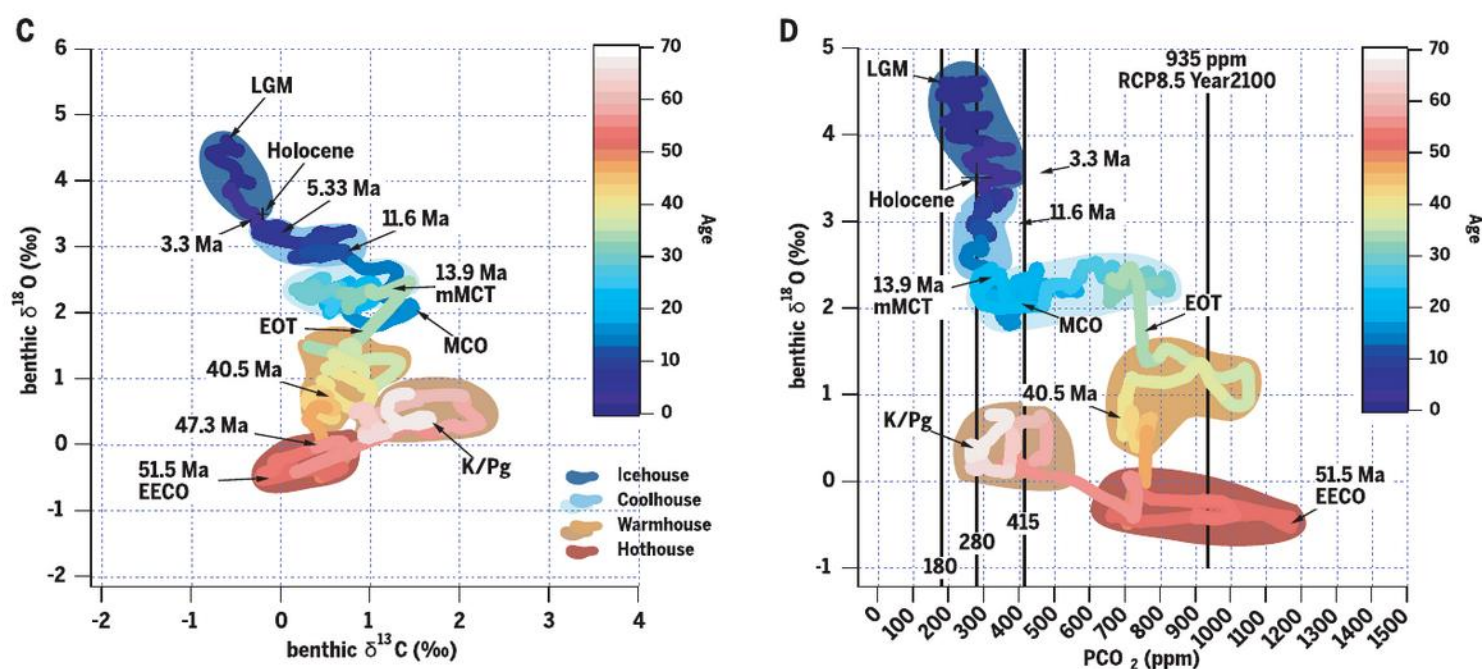 C
6
5
4
3
2
1
0
-1
-2
benthic δ18O (‰)
-2
-1
0
1
2
3
4
benthic δ13C (‰)
LGM
Holocene
5.33 Ma
3.3 Ma
11.6 Ma
13.9 Ma
mMCT
EOT
MCO
40.5 Ma
47.3 Ma
K/Pg
51.5 Ma
EECO
70
60
50
40
30
20
10
0
Age
Icehouse
Coolhouse
Warmhouse
Hothouse
D
5
4
3
2
1
0
-1
benthic δ18O (‰)
0
100
200
300
400
500
600
700
800
900
1000
1100
1200
1300
1400
1500
PCO2 (ppm)
LGM
935 ppm
RCP8.5 Year2100
3.3 Ma
Holocene
11.6 Ma
13.9 Ma
mMCT
MCO
EOT
40.5 Ma
K/Pg
51.5 Ma
EECO
415
280
180
70
60
50
40
30
20
10
0
Age